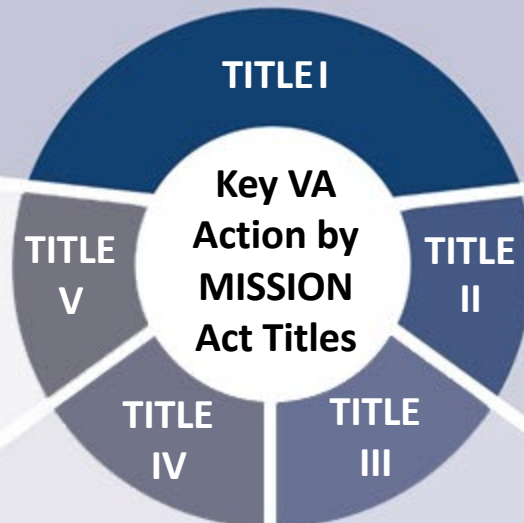 TITLE I
Key VA
Action by
MISSION
Act Titles
TITLE
V
TITLE
II
TITLE
IV
TITLE
III